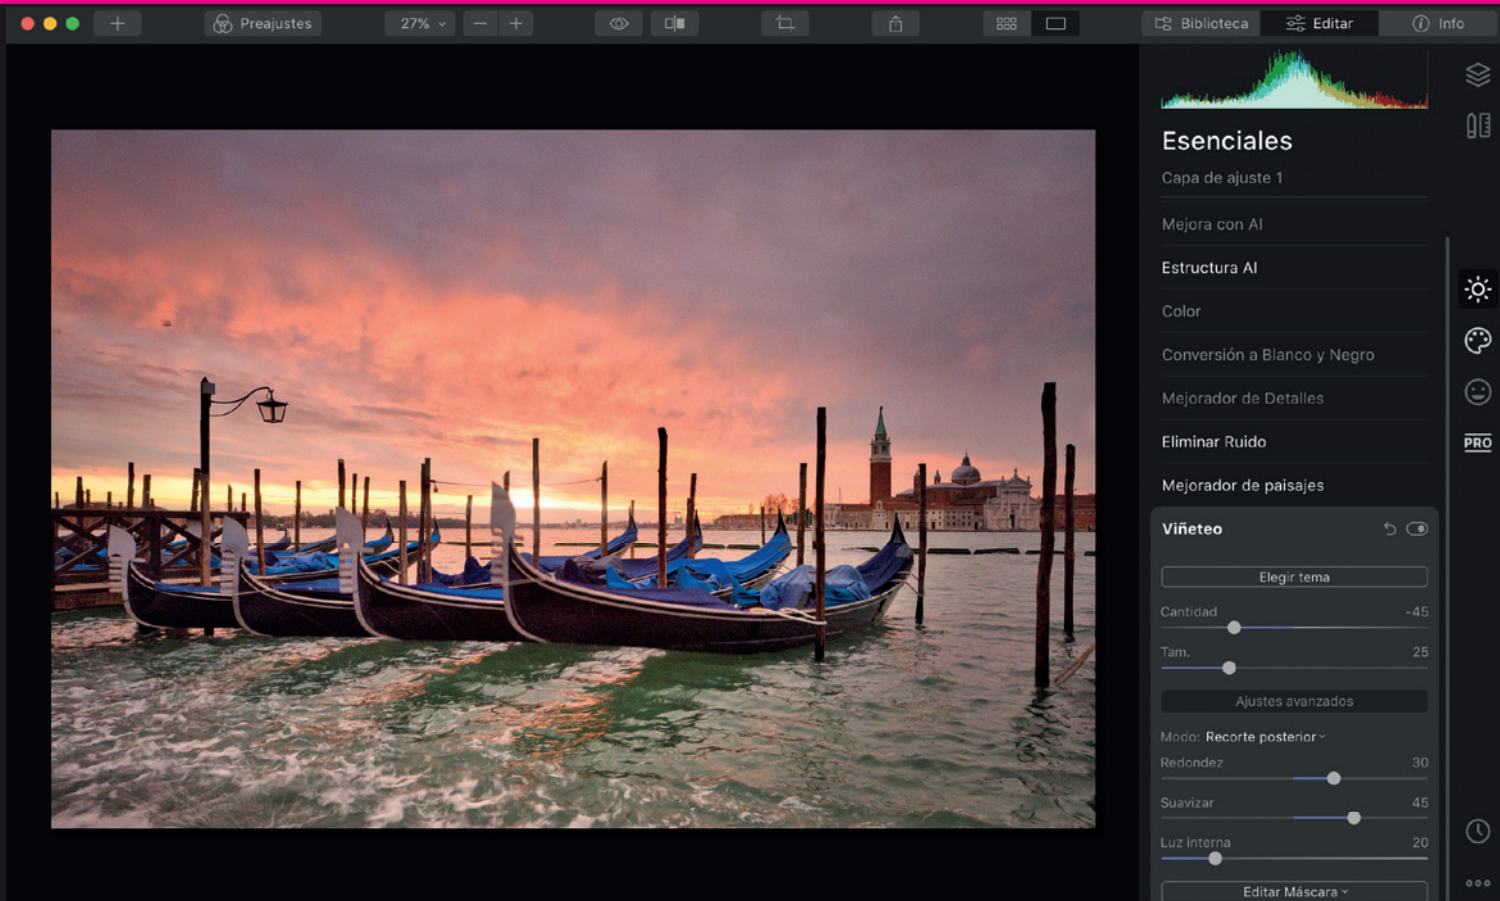 Preajustes
27%
Biblioteca
Editar
Info
Esenciales
Capa de ajuste 1
Mejora con AI
Estructura AI
Color
Conversión a Blanco y Negro
Mejorador de Detalles
Eliminar Ruido
Mejorador de paisajes
PRO
Viñeteo
Elegir tema
Cantidad -45
Tam. 25
Ajustes avanzados
Modo: Recorte posterior
Redondez 30
Suavizar 45
Luz interna 20
Editar Máscara